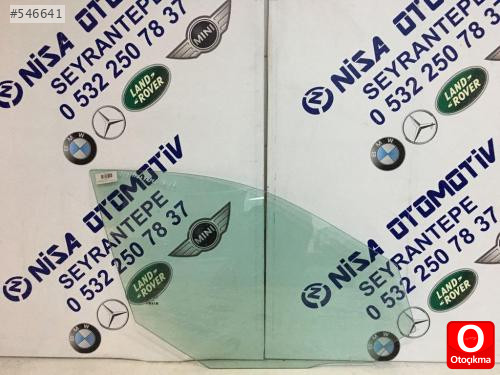 #546641
NİSA OTOMOTİV
SEYRANTEPE
0 532 250 78 37
MINI
LAND-
ROVER
BMW
NİSA OTOMOTİV
SEYRANTEPE
0 532 250 78 37
LAND-
ROVER
BMW
NİSA OTOMOTİV
SEYRANTEPE
0 532 250 78 37
MINI
LAND-
ROVER
BMW
NİSA OTOMOTİV
SEYRANTEPE
0 532 250 78 37
MINI
LAND-
ROVER
BMW
Otoçıkma